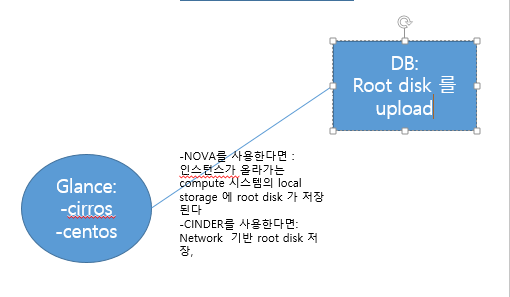 DB:
Root disk 를
upload
-NOVA를 사용한다면 :
인스턴스가 올라가는
compute 시스템의 local
storage 에 root disk 가 저장
된다
-CINDER를 사용한다면:
Network 기반 root disk 저
장,
Glance:
-cirros
-centos